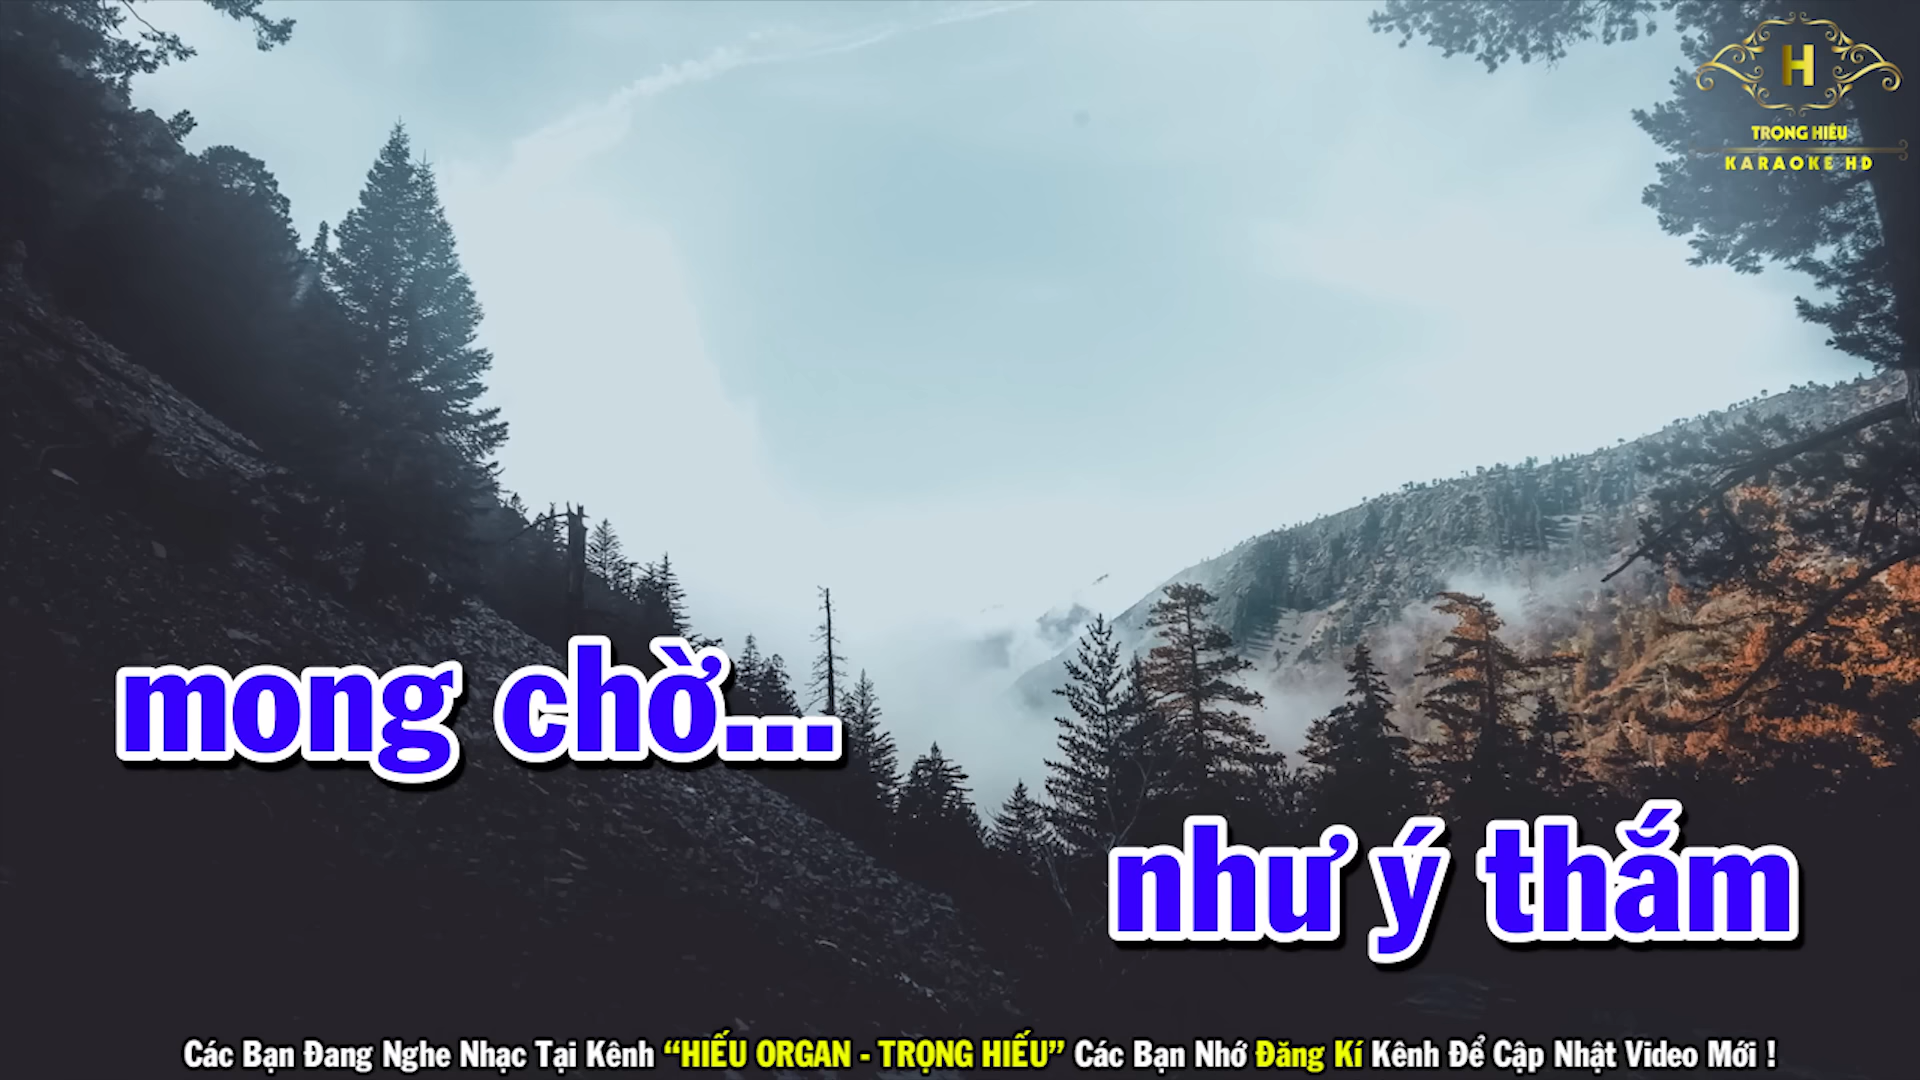 H
TRỌNG HIẾU
KARAOKE HD
mong chờ...
như ý thắm
Các Bạn Đang Nghe Nhạc Tại Kênh “HIẾU ORGAN - TRỌNG HIẾU” Các Bạn Nhớ Đăng Kí Kênh Để Cập Nhật Video Mới !